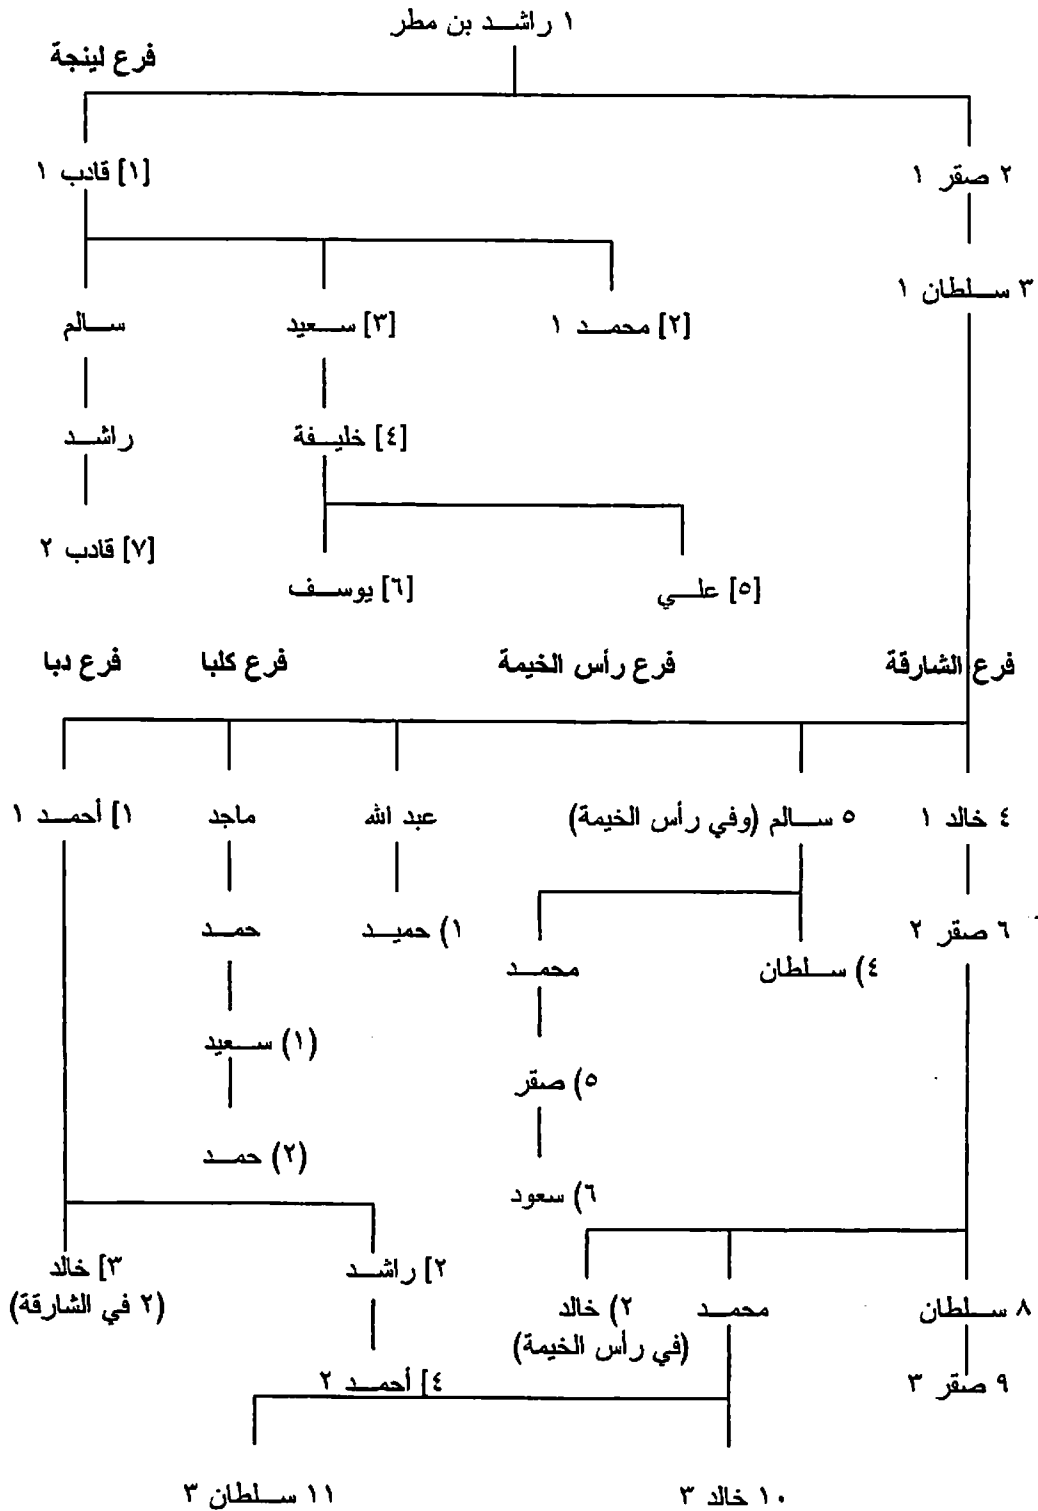 ١ راشد بن مطر
فرع لينجة
٢ صقر ١
[١] قادب ١
٣ سلطان ١
[٢] محمد ١
[٣] سعيد
سالم
[٤] خليفة
راشد
[٧] قادب ٢
[٥] علي
[٦] يوسف
فرع الشارقة
فرع رأس الخيمة
فرع كلبا
فرع دبا
٤ خالد ١
٥ سالم (وفي رأس الخيمة)
عبد الله
ماجد
١] أحمد ١
٦ صقر ٢
١) حميد
حمد
٤) سلطان
محمد
(١) سعيد
٥) صقر
(٢) حمد
٦) سعود
٢] راشد
٣] خالد
(٢ في الشارقة)
٨ سلطان
محمد
٢) خالد
(في رأس الخيمة)
٩ صقر ٣
٤] أحمد ٢
١٠ خالد ٣
١١ سلطان ٣